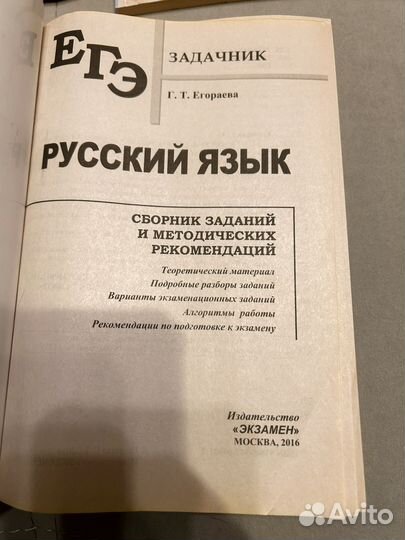 ЕГЭ
ЗАДАЧНИК
Г. Т. Егораева
РУССКИЙ ЯЗЫК
СБОРНИК ЗАДАНИЙ
И МЕТОДИЧЕСКИХ
РЕКОМЕНДАЦИЙ
Теоретический материал
Подробные разборы заданий
Варианты экзаменационных заданий
Алгоритмы работы
Рекомендации по подготовке к экзамену
Издательство
«ЭКЗАМЕН»
МОСКВА, 2016
Avito